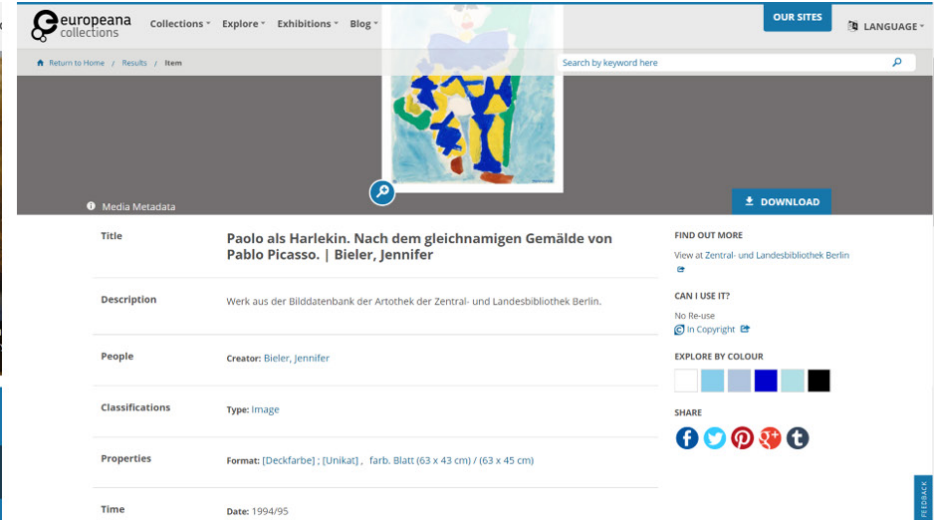 europeana
collections
Collections Explore Exhibitions Blog
OUR SITES
LANGUAGE
Return to Home / Results / Item
Search by keyword here
Media Metadata
DOWNLOAD
Title
Paolo als Harlekin. Nach dem gleichnamigen Gemälde von
Pablo Picasso. | Bieler, Jennifer
Description
Werk aus der Bilddatenbank der Artothek der Zentral- und Landesbibliothek Berlin.
People
Creator: Bieler, Jennifer
Classifications
Type: Image
Properties
Format: [Deckfarbe] ; [Unikat] , farb. Blatt (63 x 43 cm) / (63 x 45 cm)
Time
Date: 1994/95
FIND OUT MORE
View at Zentral- und Landesbibliothek Berlin
CAN I USE IT?
No Re-use
In Copyright
EXPLORE BY COLOUR
SHARE
FEEDBACK